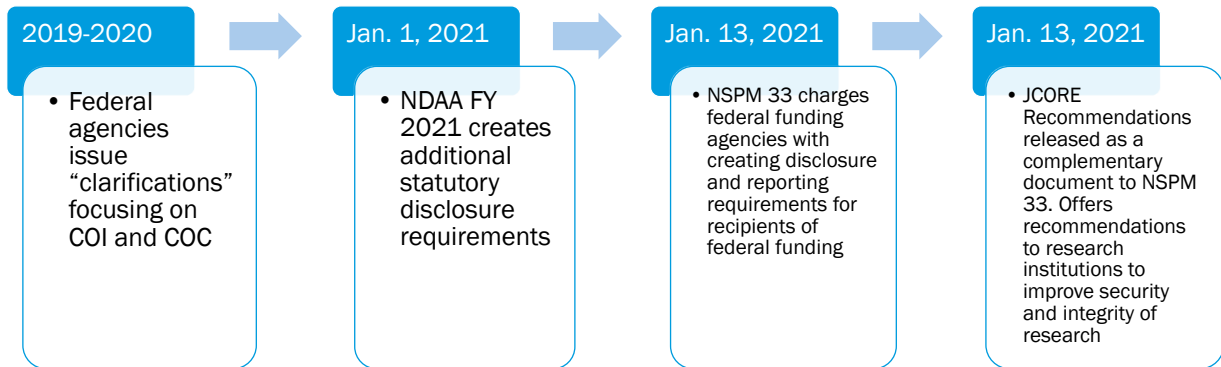 2019-2020
• Federal
agencies
issue
“clarifications”
focusing on
COI and COC
Jan. 1, 2021
• NDAA FY
2021 creates
additional
statutory
disclosure
requirements
Jan. 13, 2021
• NSPM 33 charges
federal funding
agencies with
creating disclosure
and reporting
requirements for
recipients of
federal funding
Jan. 13, 2021
• JCORE
Recommendations
released as a
complementary
document to NSPM
33. Offers
recommendations
to research
institutions to
improve security
and integrity of
research